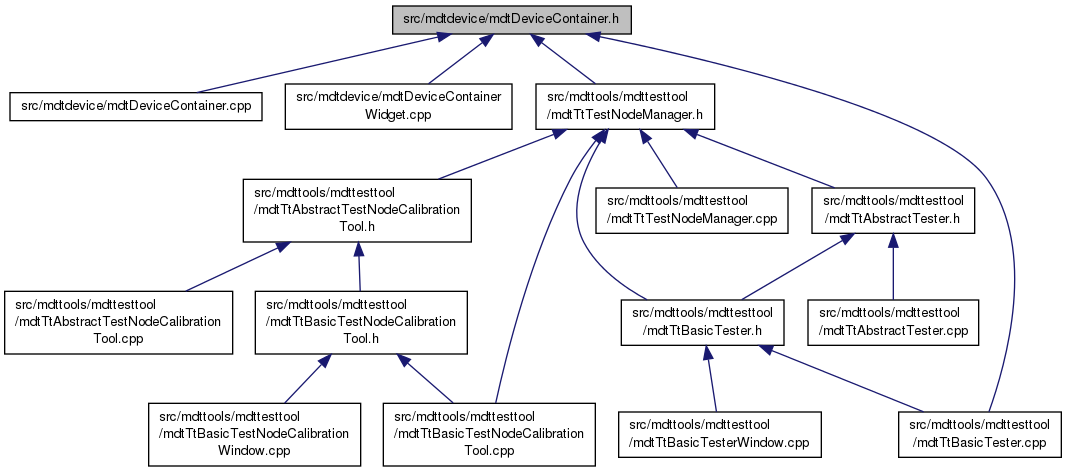 src/mdtdevice/mdtDeviceContainer.h
src/mdtdevice/mdtDeviceContainer.cpp
src/mdtdevice/mdtDeviceContainer
Widget.cpp
src/mdttools/mdttesttool
/mdtTtTestNodeManager.h
src/mdttools/mdttesttool
/mdtTtAbstractTestNodeCalibration
Tool.h
src/mdttools/mdttesttool
/mdtTtTestNodeManager.cpp
src/mdttools/mdttesttool
/mdtTtAbstractTester.h
src/mdttools/mdttesttool
/mdtTtAbstractTestNodeCalibration
Tool.cpp
src/mdttools/mdttesttool
/mdtTtBasicTestNodeCalibration
Tool.h
src/mdttools/mdttesttool
/mdtTtBasicTester.h
src/mdttools/mdttesttool
/mdtTtAbstractTester.cpp
src/mdttools/mdttesttool
/mdtTtBasicTestNodeCalibration
Window.cpp
src/mdttools/mdttesttool
/mdtTtBasicTestNodeCalibration
Tool.cpp
src/mdttools/mdttesttool
/mdtTtBasicTesterWindow.cpp
src/mdttools/mdttesttool
/mdtTtBasicTester.cpp